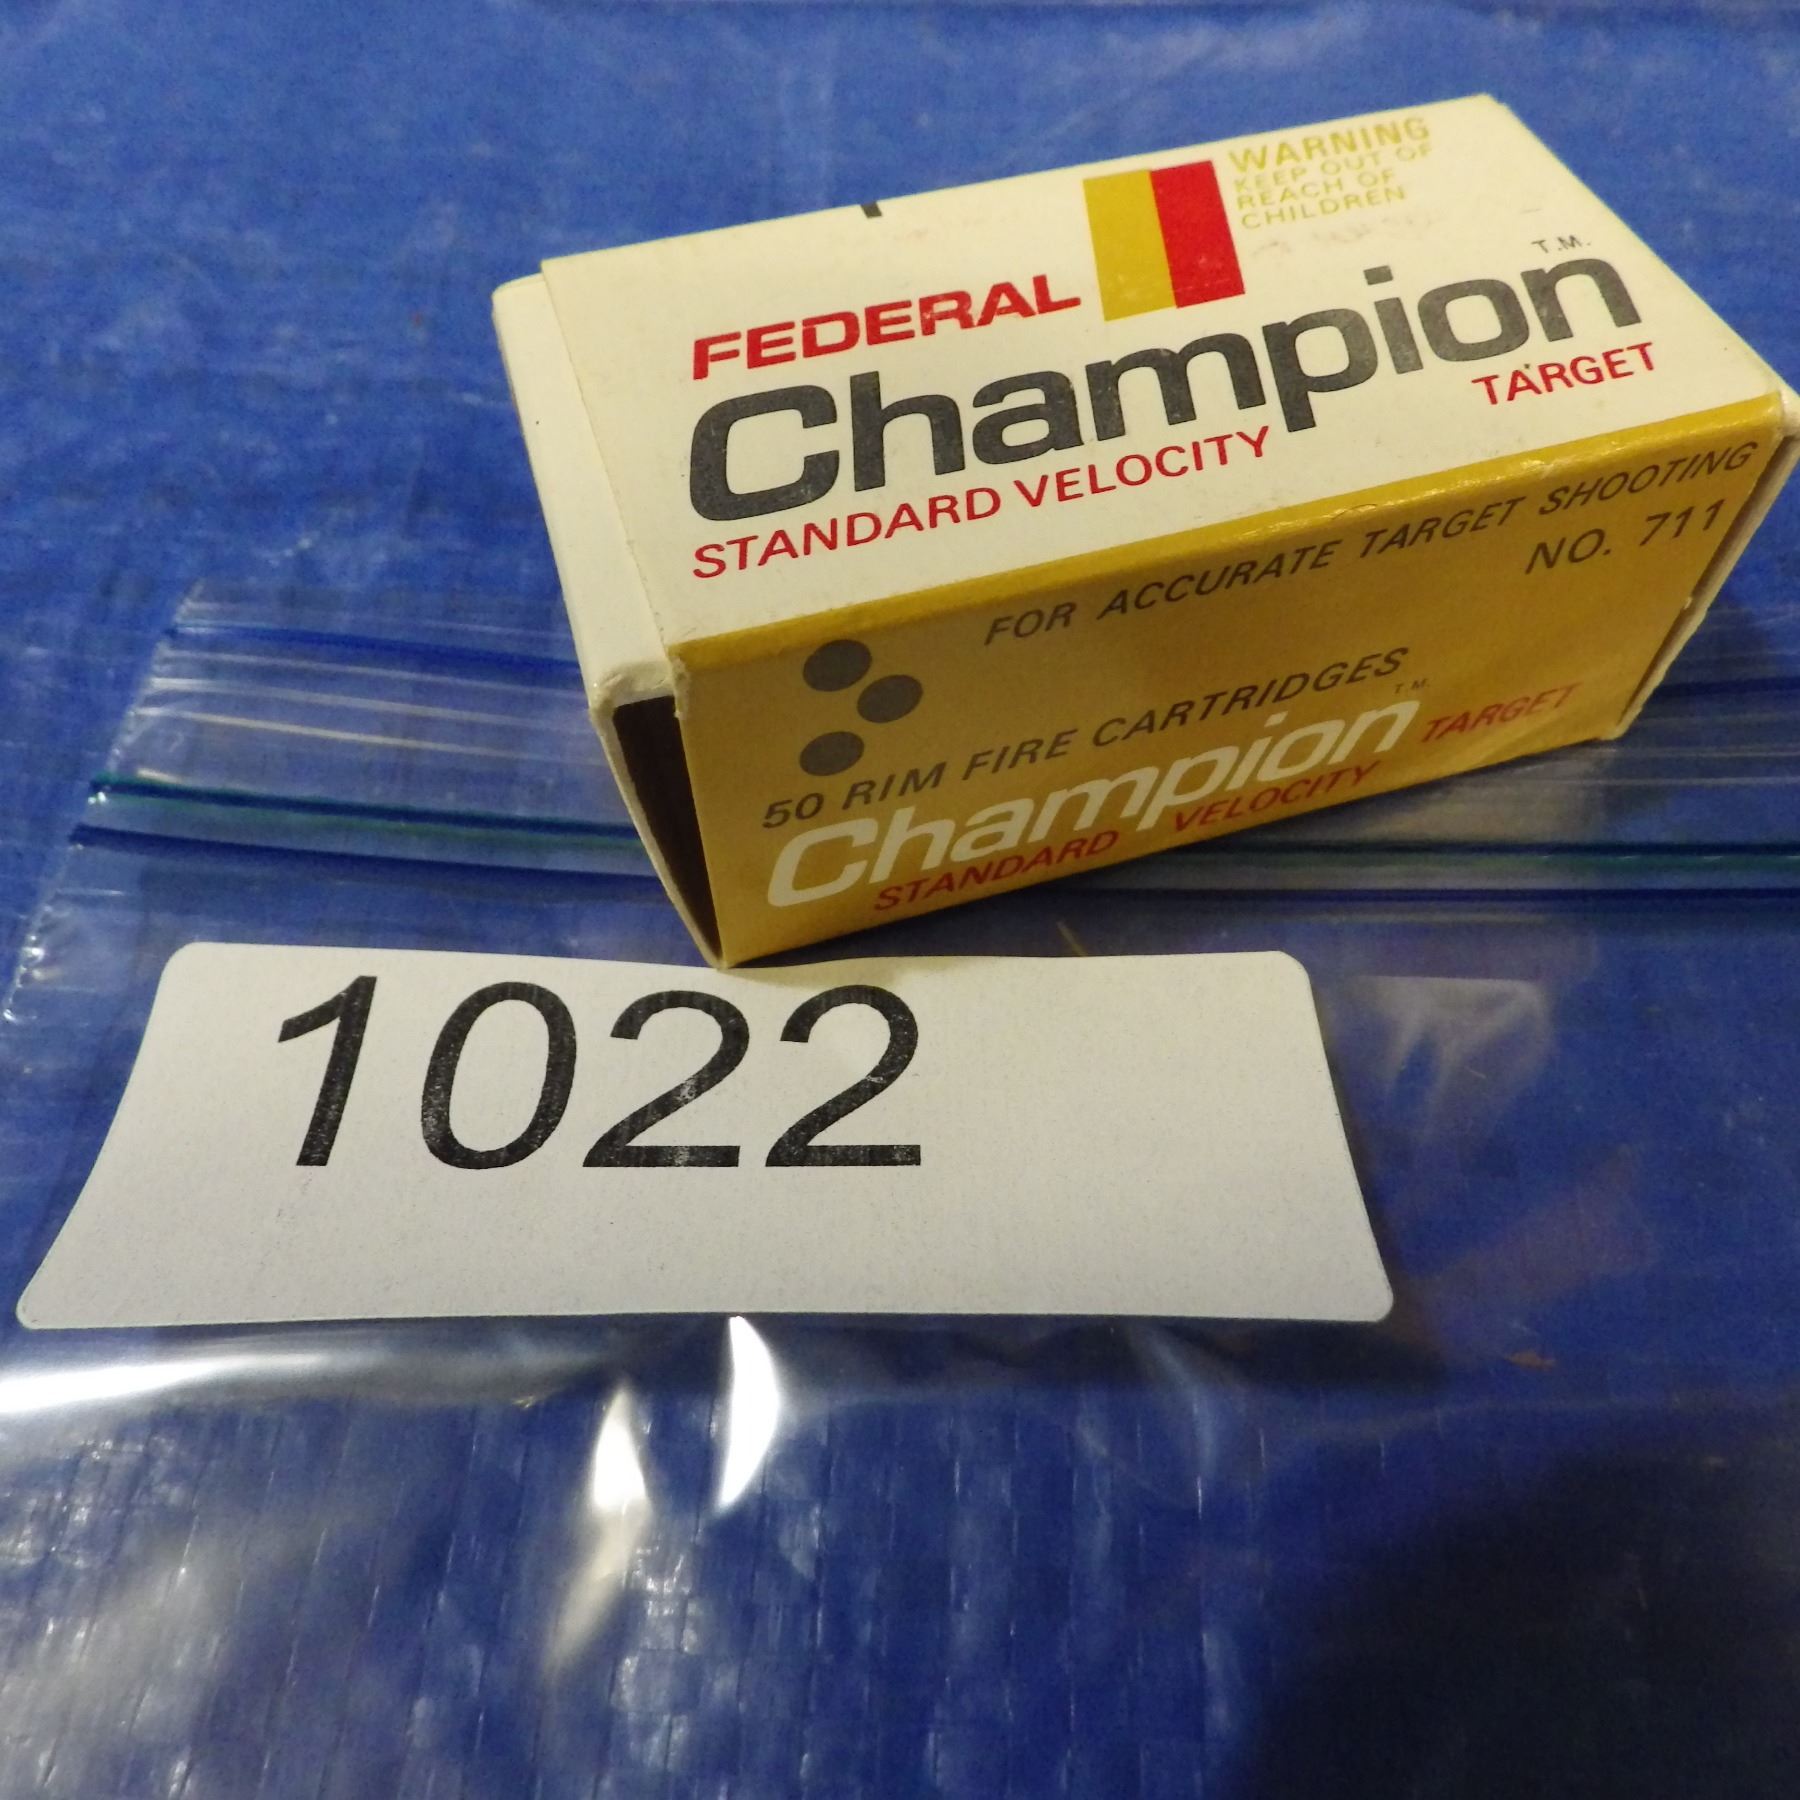 WARNING
KEEP OUT OF
REACH OF
CHILDREN
FEDERAL
T.M.
Champion
STANDARD VELOCITY TARGET
FOR ACCURATE TARGET SHOOTING
NO. 711
50 RIM FIRE CARTRIDGES
T.M.
Champion TARGET
STANDARD VELOCITY
1022